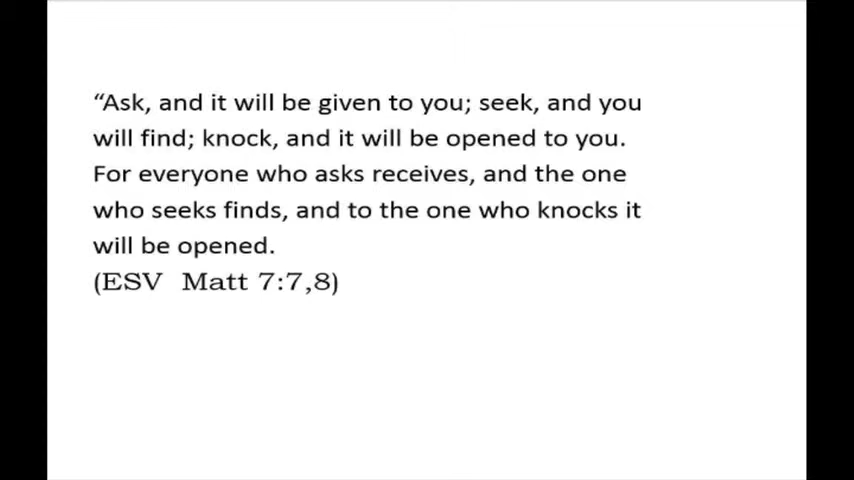 “Ask, and it will be given to you; seek, and you
will find; knock, and it will be opened to you.
For everyone who asks receives, and the one
who seeks finds, and to the one who knocks it
will be opened.
(ESV  Matt 7:7,8)